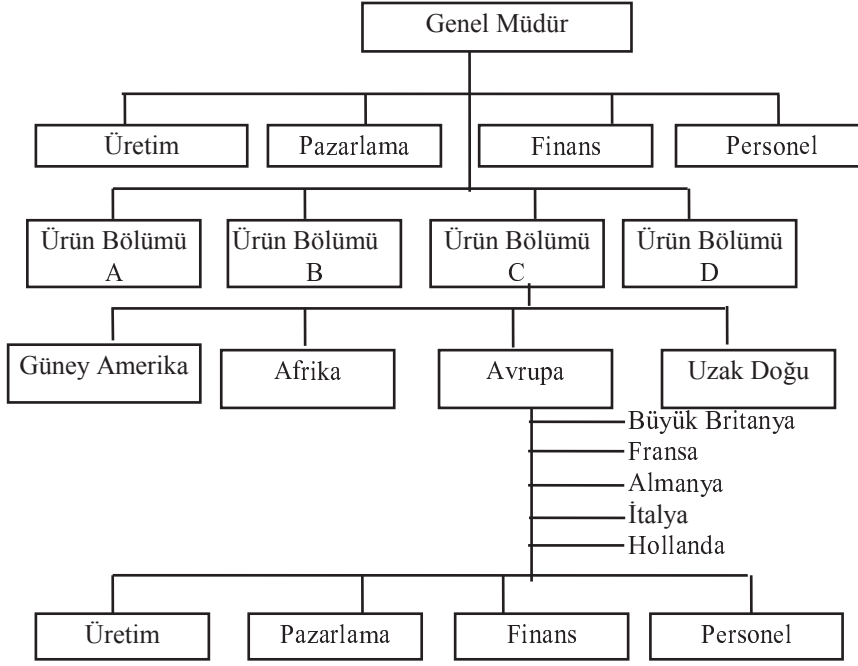 Genel Müdür
Üretim
Pazarlama
Finans
Personel
Ürün Bölümü
A
Ürün Bölümü
B
Ürün Bölümü
C
Ürün Bölümü
D
Güney Amerika
Afrika
Avrupa
Uzak Doğu
Büyük Britanya
Fransa
Almanya
İtalya
Hollanda
Üretim
Pazarlama
Finans
Personel